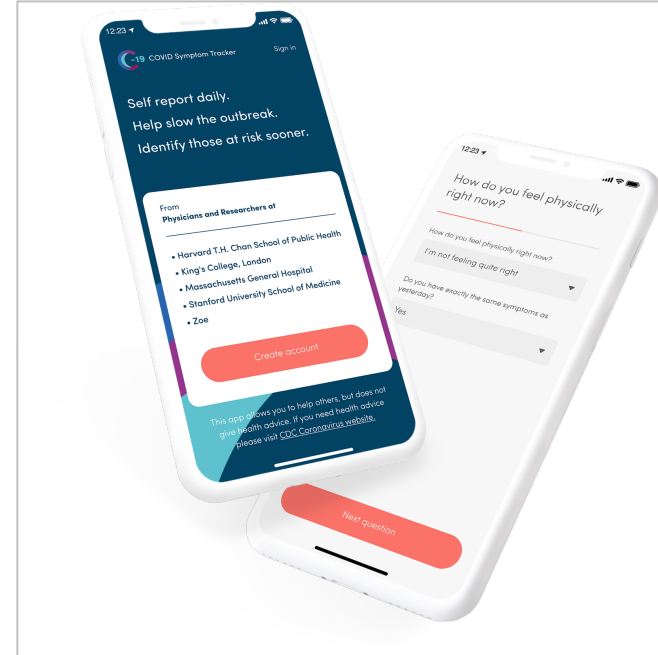 12:23
C-19 COVID Symptom Tracker
Sign in
Self report daily.
Help slow the outbreak.
Identify those at risk sooner.
From
Physicians and Researchers at
• Harvard T.H. Chan School of Public Health
• King's College, London
• Massachusetts General Hospital
• Stanford University School of Medicine
• Zoe
Create account
This app allows you to help others, but does not
give health advice. If you need health advice
please visit CDC Coronavirus website.
12:23
How do you feel physically
right now?
How do you feel physically right now?
I'm not feeling quite right
Do you have exactly the same symptoms as
yesterday?
Yes
Next question